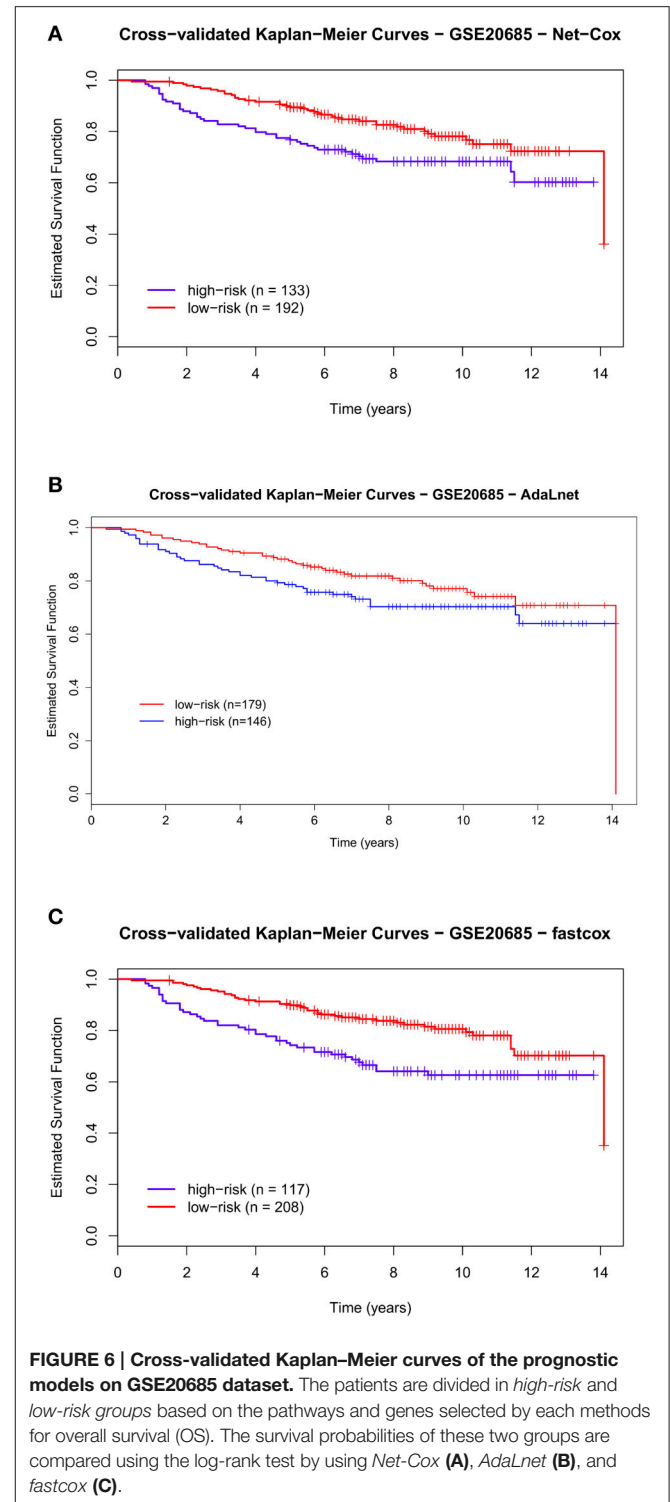 A
Cross-validated Kaplan-Meier Curves – GSE20685 – Net-Cox
Estimated Survival Function
1.0
0.8
0.6
0.4
0.2
0.0
high-risk (n = 133)
low-risk (n = 192)
0 2 4 6 8 10 12 14
Time (years)
B
Cross-validated Kaplan-Meier Curves – GSE20685 – AdaLnet
Estimated Survival Function
1.0
0.8
0.6
0.4
0.2
0.0
low-risk (n=179)
high-risk (n=146)
0 2 4 6 8 10 12 14
Time (years)
C
Cross-validated Kaplan-Meier Curves – GSE20685 – fastcox
Estimated Survival Function
1.0
0.8
0.6
0.4
0.2
0.0
high-risk (n = 117)
low-risk (n = 208)
0 2 4 6 8 10 12 14
Time (years)
FIGURE 6 | Cross-validated Kaplan–Meier curves of the prognostic
models on GSE20685 dataset. The patients are divided in high-risk and
low-risk groups based on the pathways and genes selected by each methods
for overall survival (OS). The survival probabilities of these two groups are
compared using the log-rank test by using Net-Cox (A), AdaLnet (B), and
fastcox (C).